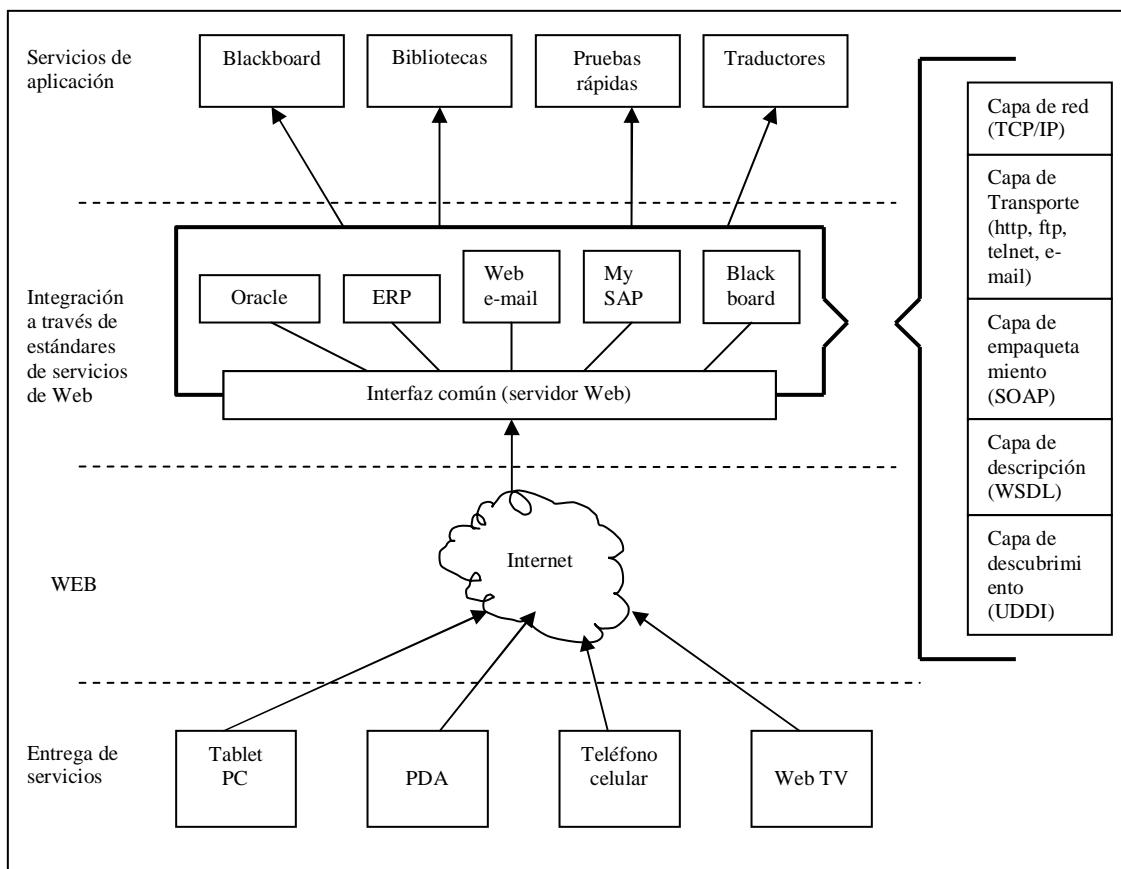 Servicios de
aplicación
Blackboard
Bibliotecas
Pruebas
rápidas
Traductores
Integración
a través de
estándares
de servicios
de Web
Oracle
ERP
Web
e-mail
My
SAP
Black
board
Interfaz común (servidor Web)
WEB
Internet
Entrega de
servicios
Tablet
PC
PDA
Teléfono
celular
Web TV
Capa de red
(TCP/IP)
Capa de
Transporte
(http, ftp,
telnet, e-
mail)
Capa de
empaqueta
miento
(SOAP)
Capa de
descripción
(WSDL)
Capa de
descubrimi
ento
(UDDI)